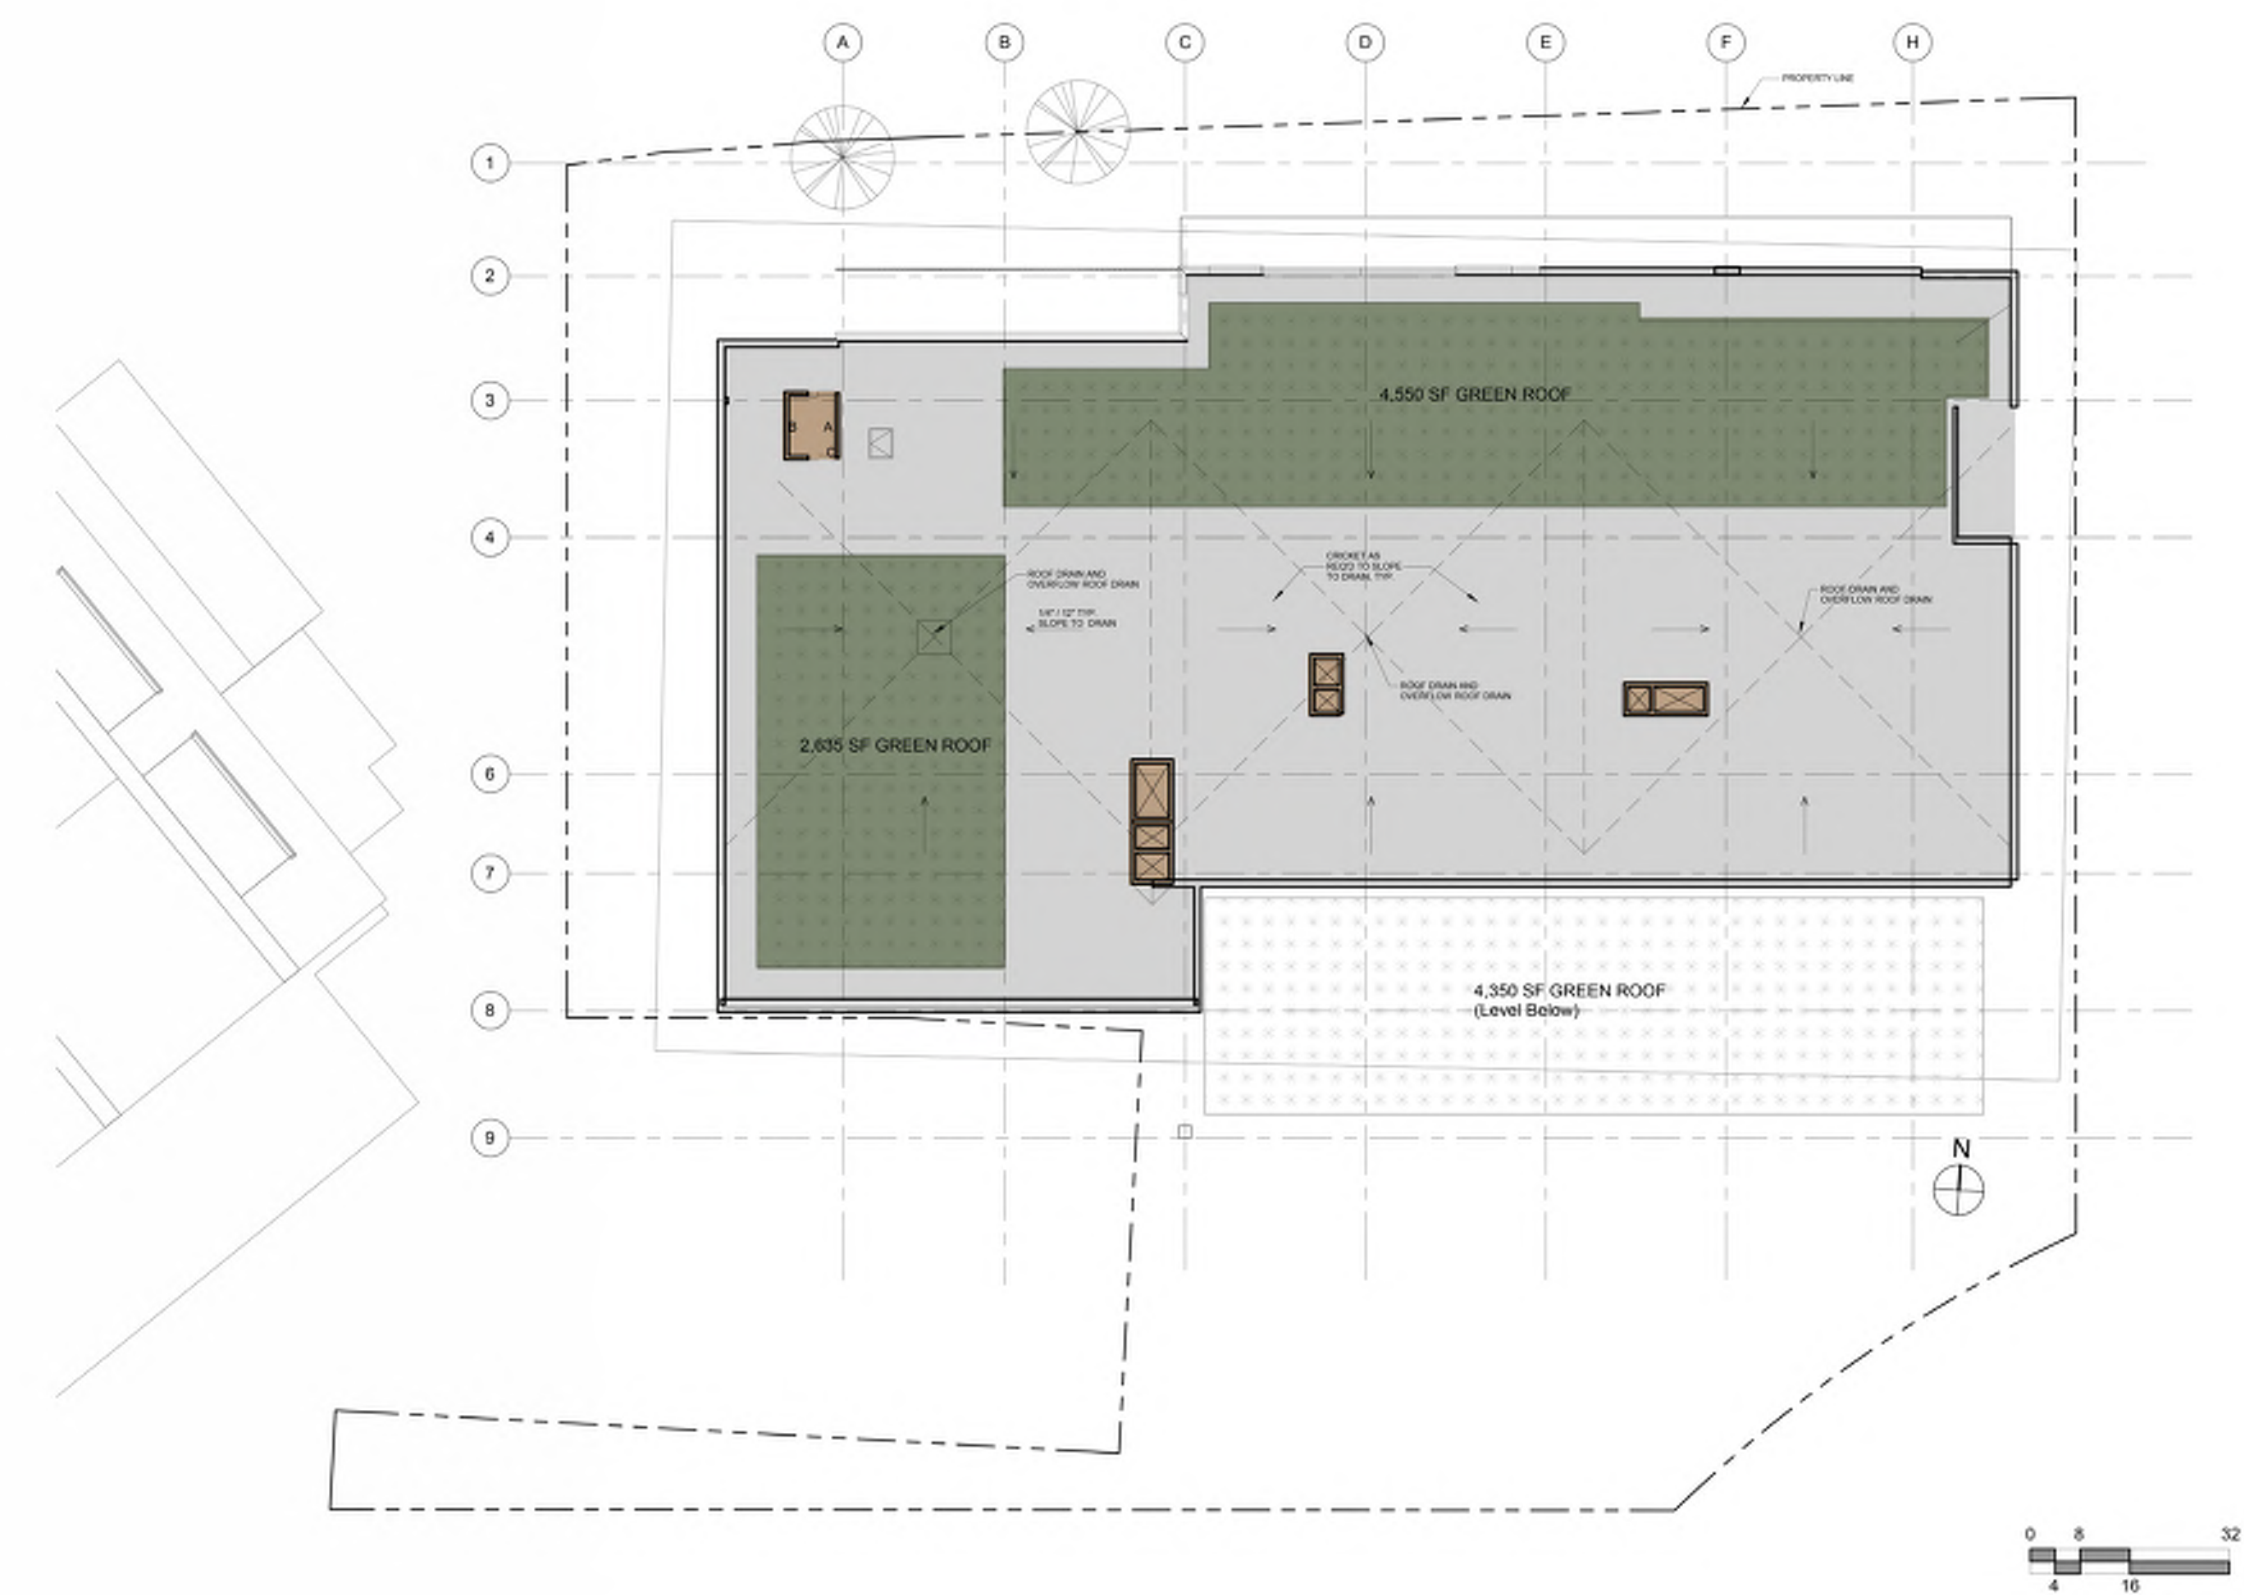 A B C D E F H
PROPERTY LINE
1
2
3
4,550 SF GREEN ROOF
B A
C
4
CRICKET AS
REQ'D TO SLOPE
TO DRAIN, TYP.
ROOF DRAIN AND
OVERFLOW ROOF DRAIN
ROOF DRAIN AND
OVERFLOW ROOF DRAIN
1/4" / 12" TYP.
SLOPE TO DRAIN
ROOF DRAIN AND
OVERFLOW ROOF DRAIN
2,635 SF GREEN ROOF
6
7
4,350 SF GREEN ROOF
(Level Below)
8
9
N
0 8 32
4 16